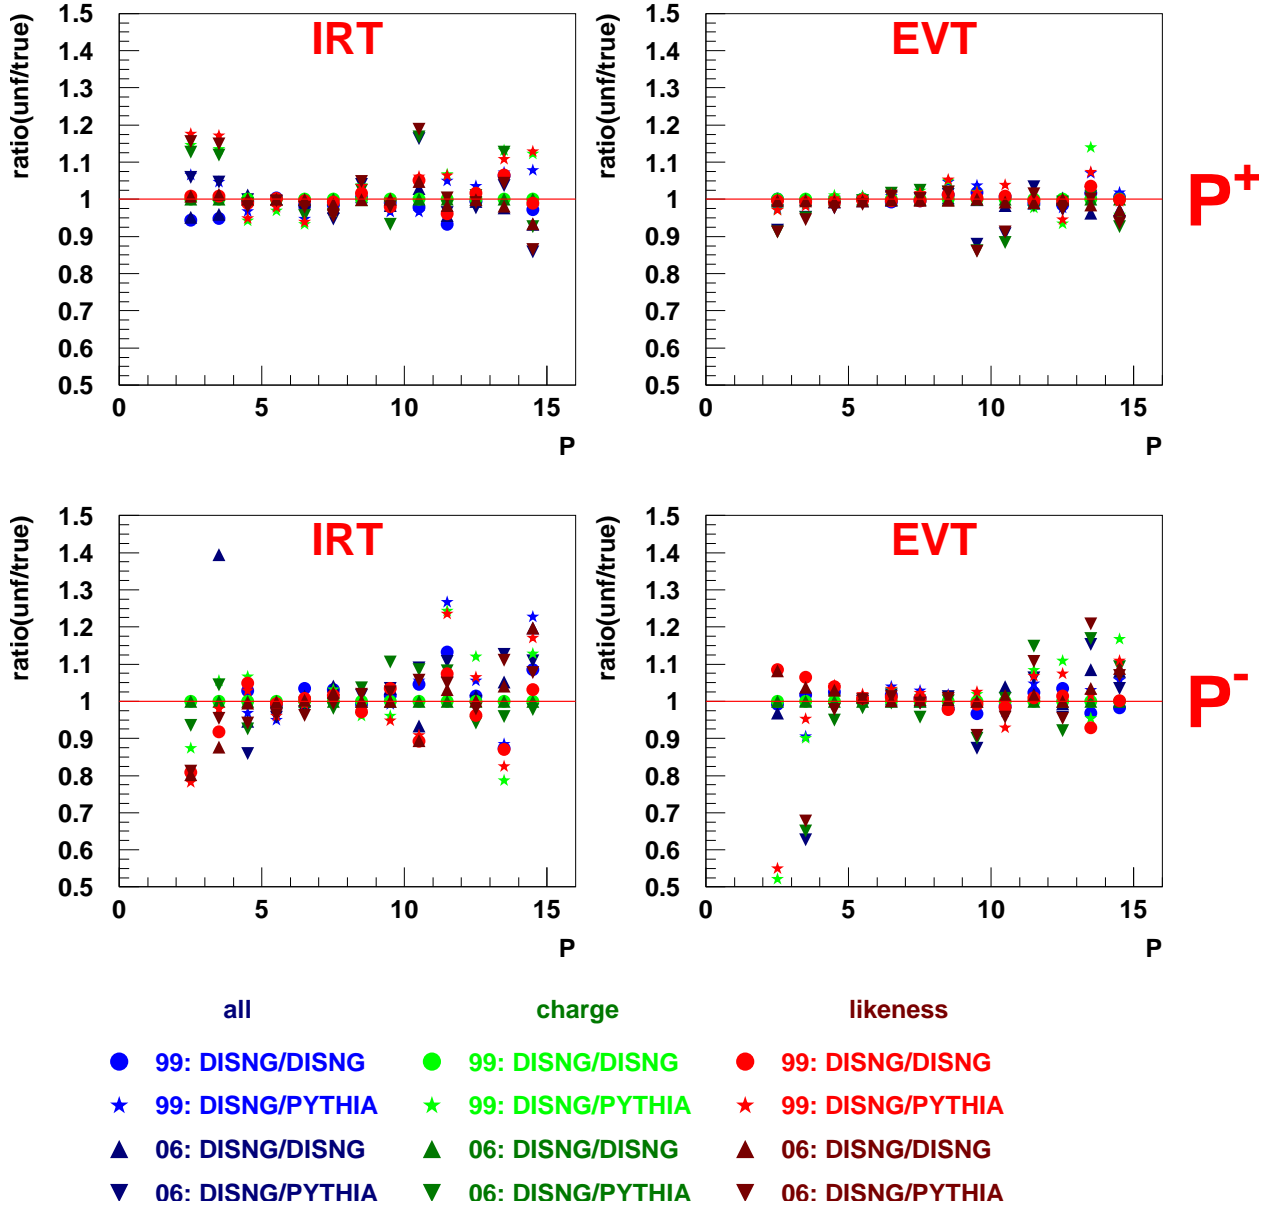 IRT
EVT
ratio(unf/true)
1.5
1.4
1.3
1.2
1.1
1
0.9
0.8
0.7
0.6
0.5
0 5 10 15
P
ratio(unf/true)
1.5
1.4
1.3
1.2
1.1
1
0.9
0.8
0.7
0.6
0.5
0 5 10 15
P
P+
IRT
EVT
ratio(unf/true)
1.5
1.4
1.3
1.2
1.1
1
0.9
0.8
0.7
0.6
0.5
0 5 10 15
P
ratio(unf/true)
1.5
1.4
1.3
1.2
1.1
1
0.9
0.8
0.7
0.6
0.5
0 5 10 15
P
P-
all charge likeness
99: DISNG/DISNG 99: DISNG/DISNG 99: DISNG/DISNG
99: DISNG/PYTHIA 99: DISNG/PYTHIA 99: DISNG/PYTHIA
06: DISNG/DISNG 06: DISNG/DISNG 06: DISNG/DISNG
06: DISNG/PYTHIA 06: DISNG/PYTHIA 06: DISNG/PYTHIA